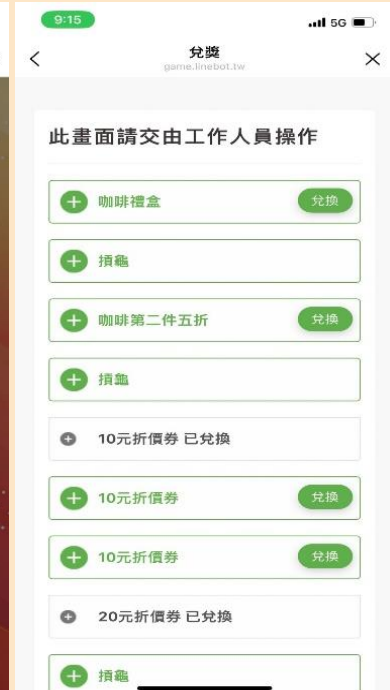 9:15
5G
兌獎
game.linebot.tw
此畫面請交由工作人員操作
咖啡禮盒
兌換
摃龜
咖啡第二件五折
兌換
摃龜
10元折價券 已兌換
10元折價券
兌換
10元折價券
兌換
20元折價券 已兌換
摃龜